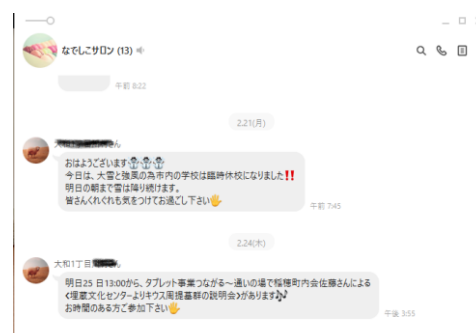 なでしこサロン (13)
午前 8:22
2.21(月)
さん
おはようございます⛄⛄⛄
今日は、大雪と強風の為市内の学校は臨時休校になりました‼
明日の朝まで雪は降り続けます。
皆さんくれぐれも気をつけてお過ごし下さい🖐
午前 7:45
2.24(木)
大和1丁目
さん
明日25 日13:00から、タブレット事業つながる～通いの場で稲穂町内会佐藤さんによる
<埋蔵文化センターよりキウス周堤墓群の説明会>があります🎶
お時間のある方ご参加下さい🖐
午後 3:55